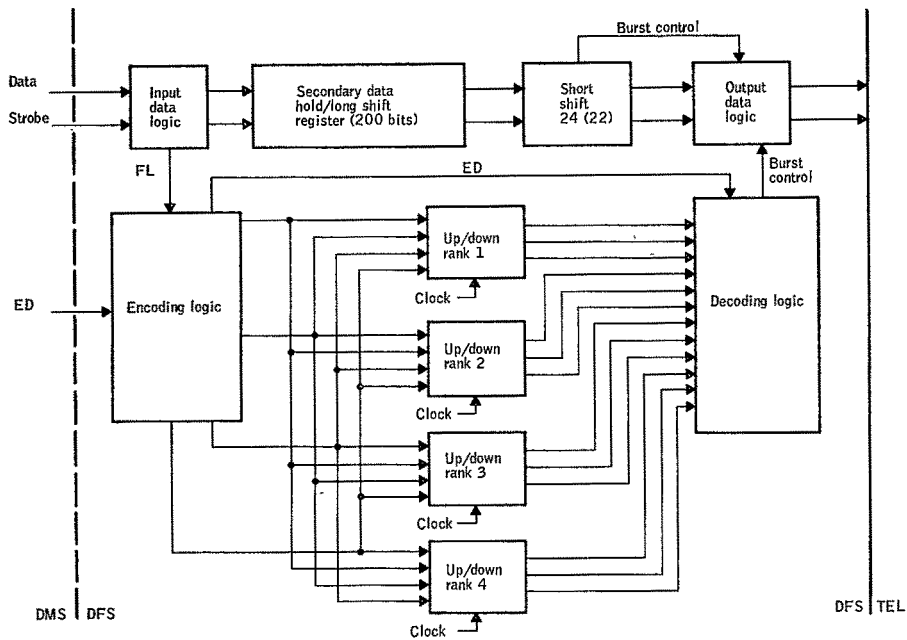 Burst control
Data
Strobe
Input
data
logic
Secondary data
hold/long shift
register (200 bits)
Short
shift
24 (22)
Output
data
logic
FL
ED
Burst
control
ED
Encoding logic
Up/down
rank 1
Clock
Up/down
rank 2
Clock
Up/down
rank 3
Clock
Up/down
rank 4
Clock
Decoding logic
DMS
DFS
DFS
TEL